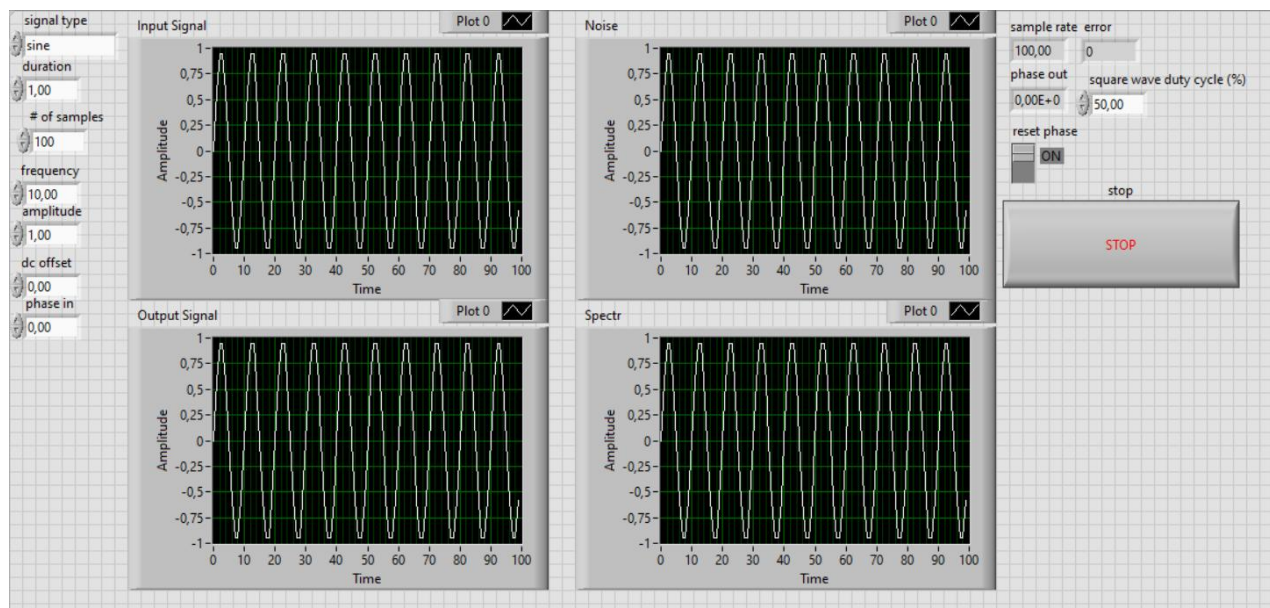 signal type
sine
duration
1,00
# of samples
100
frequency
10,00
amplitude
1,00
dc offset
0,00
phase in
0,00
Input Signal
Plot 0
1
0,75
0,5
0,25
0
-0,25
-0,5
-0,75
-1
Amplitude
0 10 20 30 40 50 60 70 80 90 100
Time
Noise
Plot 0
1
0,75
0,5
0,25
0
-0,25
-0,5
-0,75
-1
Amplitude
0 10 20 30 40 50 60 70 80 90 100
Time
Output Signal
Plot 0
1
0,75
0,5
0,25
0
-0,25
-0,5
-0,75
-1
Amplitude
0 10 20 30 40 50 60 70 80 90 100
Time
Spectr
Plot 0
1
0,75
0,5
0,25
0
-0,25
-0,5
-0,75
-1
Amplitude
0 10 20 30 40 50 60 70 80 90 100
Time
sample rate error
100,00 0
phase out square wave duty cycle (%)
0,00E+0 50,00
reset phase
ON
stop
STOP